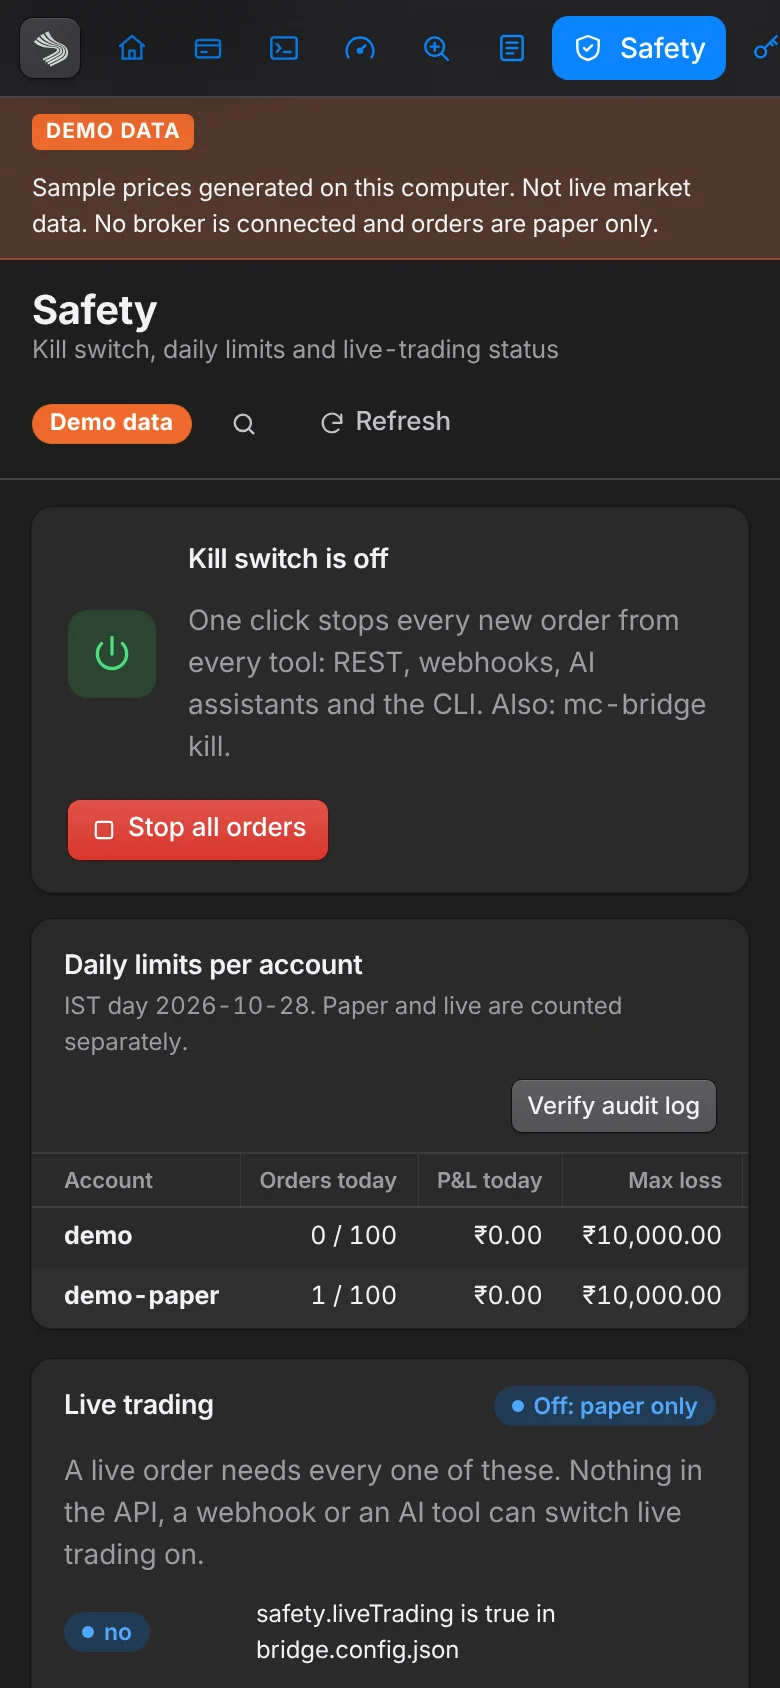 Safety
DEMO DATA
Sample prices generated on this computer. Not live market
data. No broker is connected and orders are paper only.
Safety
Kill switch, daily limits and live-trading status
Demo data
Refresh
Kill switch is off
One click stops every new order from
every tool: REST, webhooks, AI
assistants and the CLI. Also: mc-bridge
kill.
Stop all orders
Daily limits per account
IST day 2026-10-28. Paper and live are counted
separately.
Verify audit log
Account Orders today P&L today Max loss
demo 0 / 100 ₹0.00 ₹10,000.00
demo-paper 1 / 100 ₹0.00 ₹10,000.00
Live trading
Off: paper only
A live order needs every one of these. Nothing in
the API, a webhook or an AI tool can switch live
trading on.
no
safety.liveTrading is true in
bridge.config.json